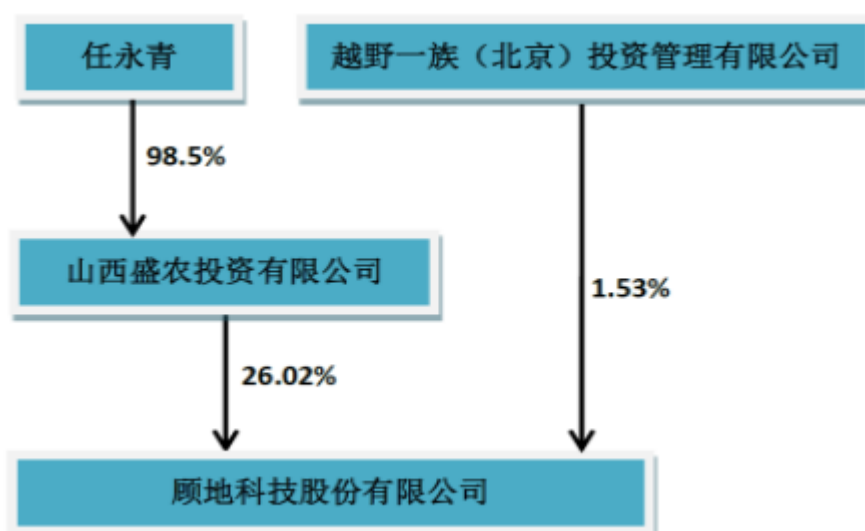 任永青
越野一族（北京）投资管理有限公司
98.5%
山西盛农投资有限公司
1.53%
26.02%
顾地科技股份有限公司